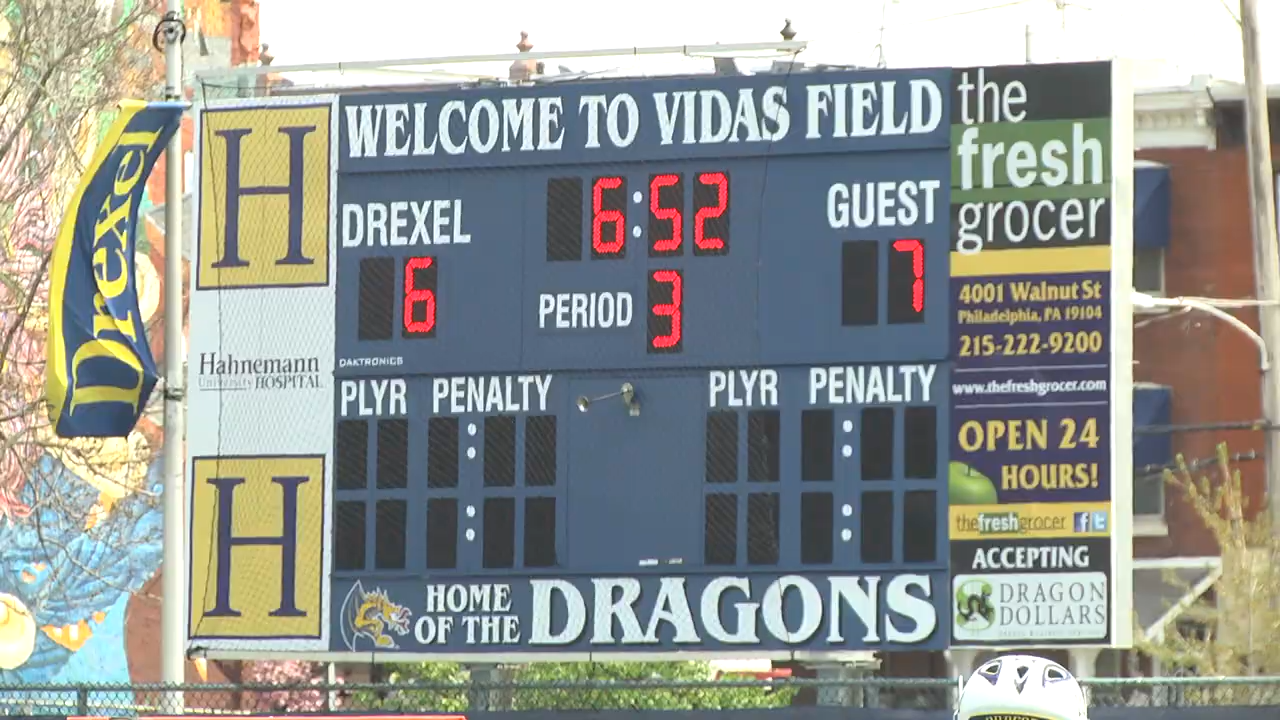 WELCOME TO VIDAS FIELD
H
Drexel
DREXEL
6:52
GUEST
6
PERIOD 3
7
DAKTRONICS
Hahnemann
University HOSPITAL
PLYR PENALTY
PLYR PENALTY
H
HOME
OF THE
DRAGONS
the
fresh
grocer
4001 Walnut St
Philadelphia, PA 19104
215-222-9200
www.thefreshgrocer.com
OPEN 24
HOURS!
thefreshgrocer f t
ACCEPTING
DRAGON
DOLLARS